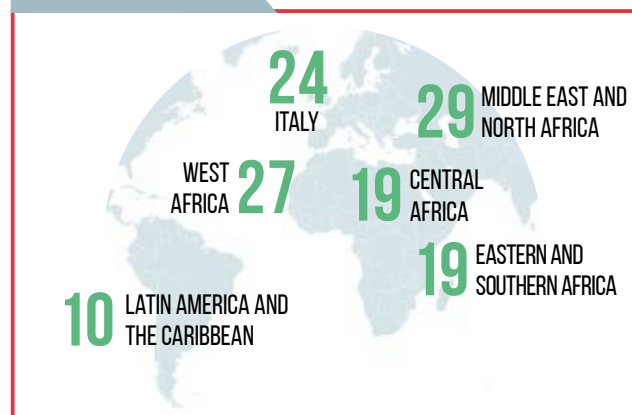 24
ITALY
29 MIDDLE EAST AND
NORTH AFRICA
WEST
AFRICA 27
19 CENTRAL
AFRICA
19 EASTERN AND
SOUTHERN AFRICA
10 LATIN AMERICA AND
THE CARIBBEAN